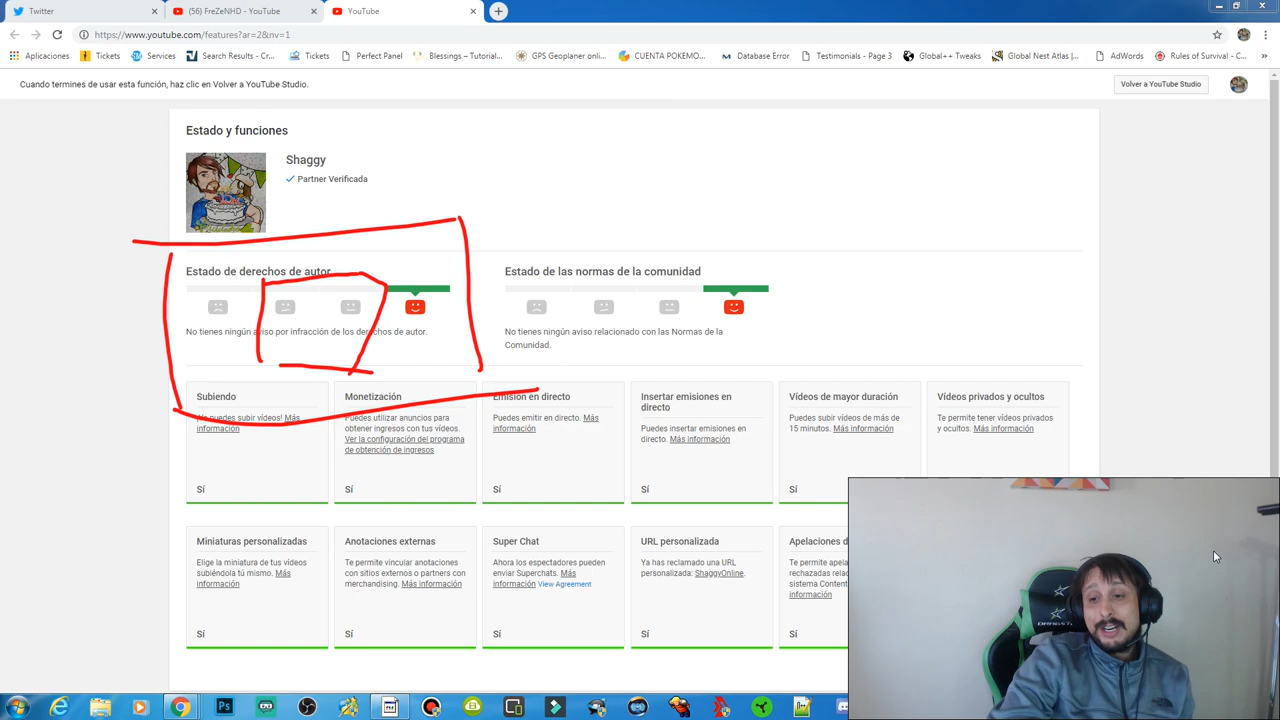 Twitter
(56) FreZeNHD - YouTube
YouTube
https://www.youtube.com/features?ar=2&nv=1
Aplicaciones
Tickets
Services
Search Results - Cr...
Tickets
Perfect Panel
Blessings – Tutorial...
GPS Geoplaner onli...
CUENTA POKEMO...
Database Error
Testimonials - Page 3
Global++ Tweaks
Global Nest Atlas |...
AdWords
Rules of Survival - C...
Cuando termines de usar esta función, haz clic en Volver a YouTube Studio.
Volver a YouTube Studio
Estado y funciones
Shaggy
Partner Verificada
Estado de derechos de autor
No tienes ningún aviso por infracción de los derechos de autor.
Estado de las normas de la comunidad
No tienes ningún aviso relacionado con las Normas de la
Comunidad.
Subiendo
puedes subir vídeos! Más
información
Sí
Monetización
Puedes utilizar anuncios para
obtener ingresos con tus vídeos.
Ver la configuración del programa
de obtención de ingresos
Sí
Emisión en directo
Puedes emitir en directo. Más
información
Sí
Insertar emisiones en
directo
Puedes insertar emisiones en
directo. Más información
Sí
Vídeos de mayor duración
Puedes subir vídeos de más de
15 minutos. Más información
Sí
Vídeos privados y ocultos
Te permite tener vídeos privados
y ocultos. Más información
Miniaturas personalizadas
Elige la miniatura de tus vídeos
subiéndola tú mismo. Más
información
Sí
Anotaciones externas
Te permite vincular anotaciones
con sitios externos o partners con
merchandising. Más información
Sí
Super Chat
Ahora los espectadores pueden
enviar Superchats. Más
información View Agreement
Sí
URL personalizada
Ya has reclamado una URL
personalizada: ShaggyOnline.
Sí
Apelaciones d
Te permite apel
rechazadas rela
sistema Content
información
Sí
Ps